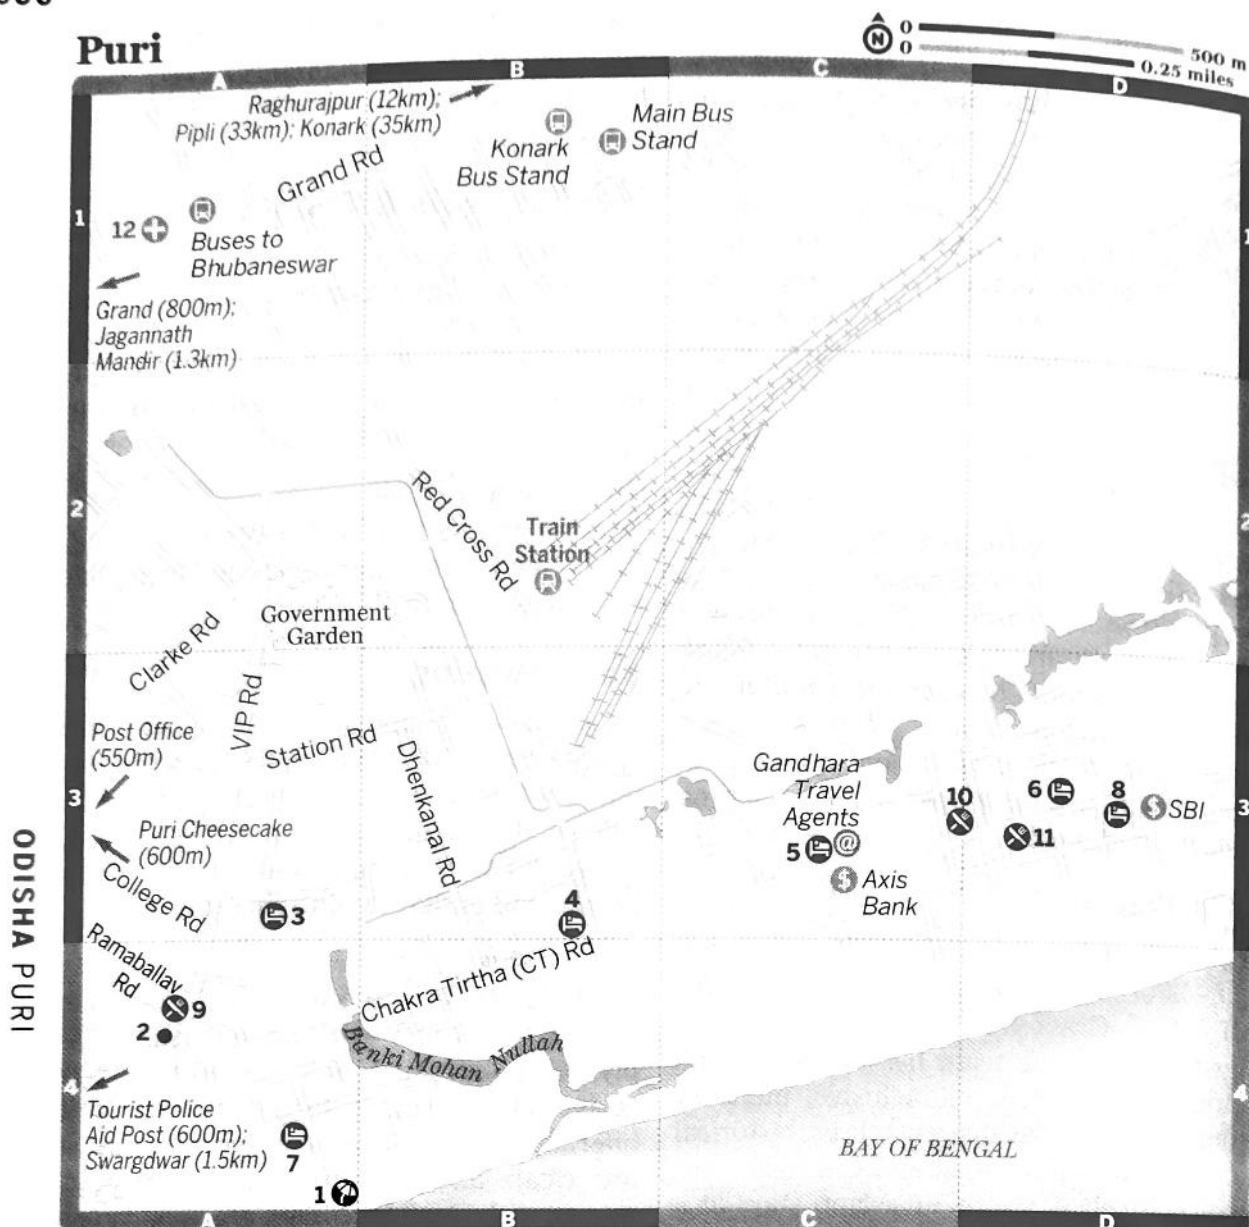 Puri
N
0
0
500 m
0.25 miles
A
B
C
D
Raghurajpur (12km);
Pipli (33km); Konark (35km)
Main Bus
Stand
Konark
Bus Stand
Grand Rd
1
1
12
Buses to
Bhubaneswar
Grand (800m);
Jagannath
Mandir (1.3km)
2
2
Red Cross Rd
Train
Station
Government
Garden
Clarke Rd
VIP Rd
Station Rd
Dhenkanal Rd
Post Office
(550m)
3
3
Puri Cheesecake
(600m)
College Rd
3
4
Gandhara
Travel
Agents
5
@
$
Axis
Bank
10
6
8
$
SBI
11
ODISHA PURI
Ramaballav
Rd
9
2
Chakra Tirtha (CT) Rd
Banki Mohan Nullah
4
4
Tourist Police
Aid Post (600m);
Swargdwar (1.5km)
7
1
BAY OF BENGAL
A
B
C
D